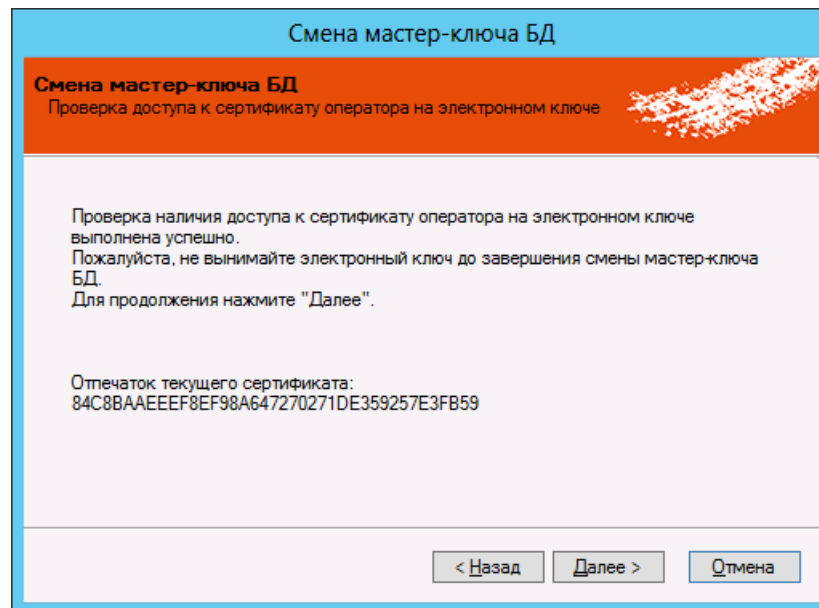 Смена мастер-ключа БД
Смена мастер-ключа БД
Проверка доступа к сертификату оператора на электронном ключе
Проверка наличия доступа к сертификату оператора на электронном ключе
выполнена успешно.
Пожалуйста, не вынимайте электронный ключ до завершения смены мастер-ключа
БД.
Для продолжения нажмите "Далее".
Отпечаток текущего сертификата:
84C8BAAEEEF8EF98A647270271DE359257E3FB59
< Назад
Далее >
Отмена